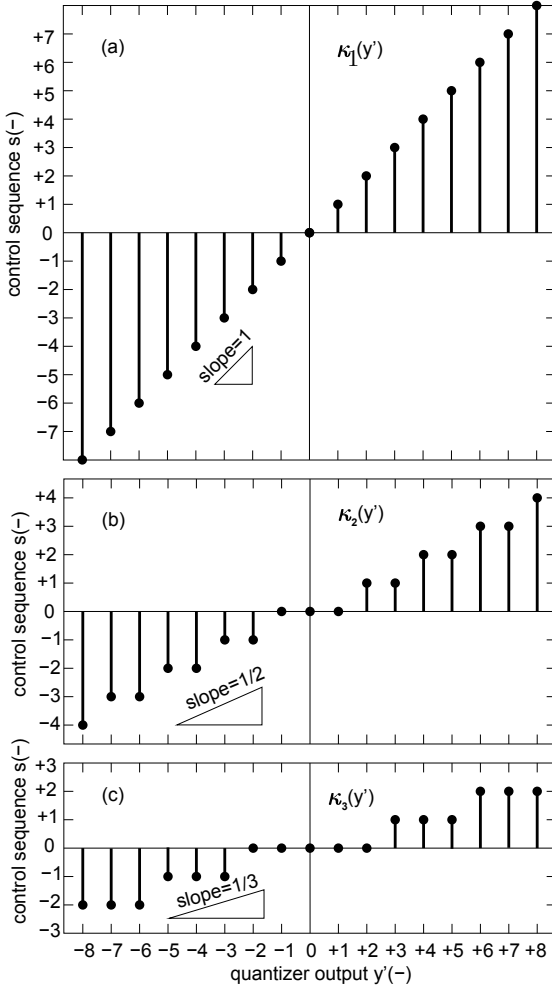 (a)
κ1(y')
control sequence s(−)
+7
+6
+5
+4
+3
+2
+1
0
−1
−2
−3
−4
−5
−6
−7
slope=1
(b)
κ2(y')
control sequence s(−)
+4
+3
+2
+1
0
−1
−2
−3
−4
slope=1/2
(c)
κ3(y')
control sequence s(−)
+3
+2
+1
0
−1
−2
−3
slope=1/3
−8 −7 −6 −5 −4 −3 −2 −1 0 +1 +2 +3 +4 +5 +6 +7 +8
quantizer output y'(−)